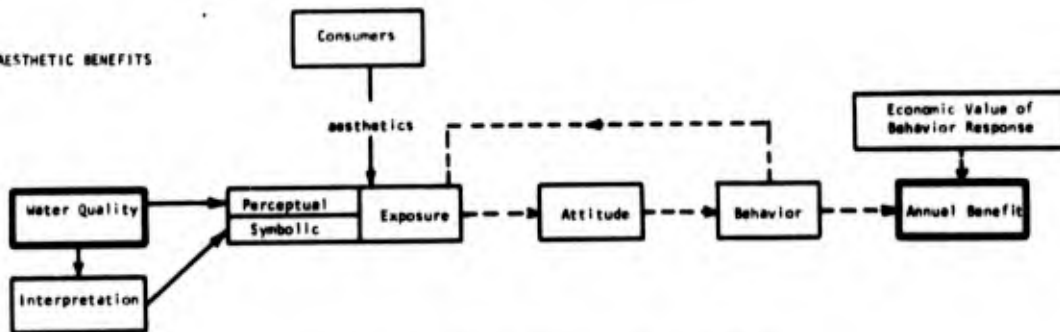 Consumers
AESTHETIC BENEFITS
aesthetics
Economic Value of
Behavior Response
Water Quality
Perceptual
Symbolic
Exposure
Attitude
Behavior
Annual Benefit
Interpretation